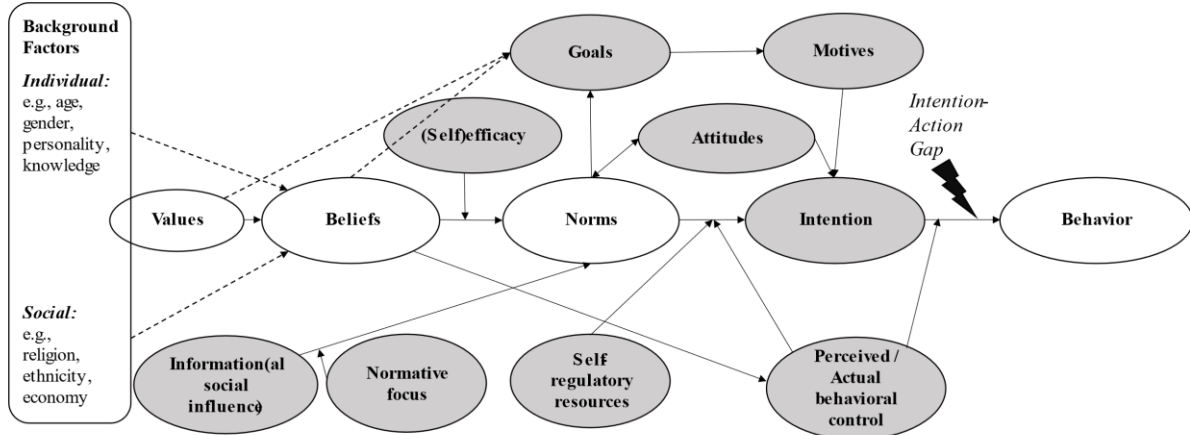 Background
Factors
Individual:
e.g., age,
gender,
personality,
knowledge
Social:
e.g.,
religion,
ethnicity,
economy
Goals
Motives
(Self)efficacy
Attitudes
Intention-
Action
Gap
Values
Beliefs
Norms
Intention
Behavior
Information(al
social
influence)
Normative
focus
Self-
regulatory
resources
Perceived /
Actual
behavioral
control